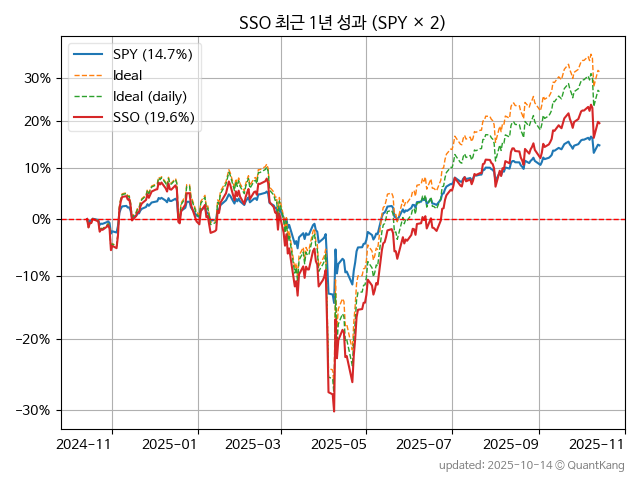 SSO 최근 1년 성과 (SPY × 2)
SPY (14.7%)
Ideal
Ideal (daily)
SSO (19.6%)
30%
20%
10%
0%
−10%
−20%
−30%
2024-11
2025-01
2025-03
2025-05
2025-07
2025-09
2025-11
updated: 2025-10-14 © QuantKang